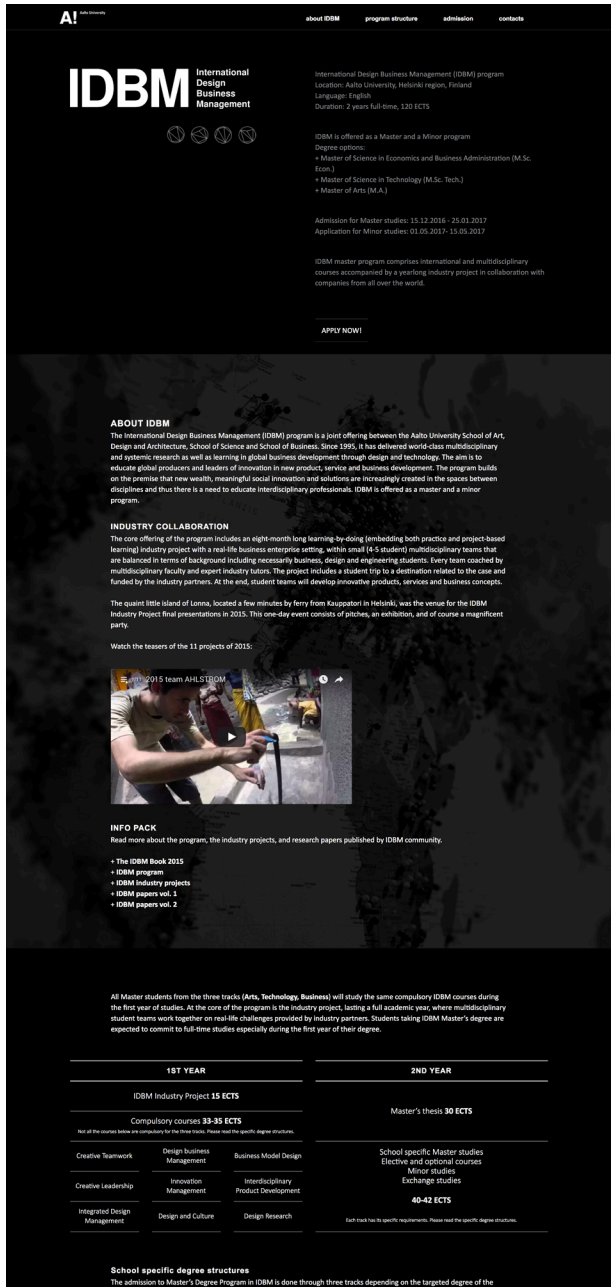 A! Aalto University
about IDBM program structure admission contacts
IDBM International
Design
Business
Management
International Design Business Management (IDBM) program
Location: Aalto University, Helsinki region, Finland
Language: English
Duration: 2 years full-time, 120 ECTS
IDBM is offered as a Master and a Minor program
Degree options:
+ Master of Science in Economics and Business Administration (M.Sc.
Econ.)
+ Master of Science in Technology (M.Sc. Tech.)
+ Master of Arts (M.A.)
Admission for Master studies: 15.12.2016 - 25.01.2017
Application for Minor studies: 01.05.2017- 15.05.2017
IDBM master program comprises international and multidisciplinary
courses accompanied by a yearlong industry project in collaboration with
companies from all over the world.
APPLY NOW!
ABOUT IDBM
The International Design Business Management (IDBM) program is a joint offering between the Aalto University School of Art,
Design and Architecture, School of Science and School of Business. Since 1995, it has delivered world-class multidisciplinary
and systemic research as well as learning in global business development through design and technology. The aim is to
educate global producers and leaders of innovation in new product, service and business development. The program builds
on the premise that new wealth, meaningful social innovation and solutions are increasingly created in the spaces between
disciplines and thus there is a need to educate interdisciplinary professionals. IDBM is offered as a master and a minor
program.
INDUSTRY COLLABORATION
The core offering of the program includes an eight-month long learning-by-doing (embedding both practice and project-based
learning) industry project with a real-life business enterprise setting, within small (4-5 student) multidisciplinary teams that
are balanced in terms of background including necessarily business, design and engineering students. Every team coached by
multidisciplinary faculty and expert industry tutors. The project includes a student trip to a destination related to the case and
funded by the industry partners. At the end, student teams will develop innovative products, services and business concepts.
The quaint little island of Lonna, located a few minutes by ferry from Kauppatori in Helsinki, was the venue for the IDBM
Industry Project final presentations in 2015. This one-day event consists of pitches, an exhibition, and of course a magnificent
party.
Watch the teasers of the 11 projects of 2015:
2015 team AHLSTROM
INFO PACK
Read more about the program, the industry projects, and research papers published by IDBM community.
+ The IDBM Book 2015
+ IDBM program
+ IDBM industry projects
+ IDBM papers vol. 1
+ IDBM papers vol. 2
All Master students from the three tracks (Arts, Technology, Business) will study the same compulsory IDBM courses during
the first year of studies. At the core of the program is the industry project, lasting a full academic year, where multidisciplinary
student teams work together on real-life challenges provided by industry partners. Students taking IDBM Master's degree are
expected to commit to full-time studies especially during the first year of their degree.
1ST YEAR
IDBM Industry Project 15 ECTS
Compulsory courses 33-35 ECTS
Not all the courses below are compulsory for the three tracks. Please read the specific degree structures.
Creative Teamwork
Design business
Management
Business Model Design
Creative Leadership
Innovation
Management
Interdisciplinary
Product Development
Integrated Design
Management
Design and Culture
Design Research
2ND YEAR
Master's thesis 30 ECTS
School specific Master studies
Elective and optional courses
Minor studies
Exchange studies
40-42 ECTS
Each track has its specific requirements. Please read the specific degree structures.
School specific degree structures
The admission to Master's Degree Program in IDBM is done through three tracks depending on the targeted degree of the